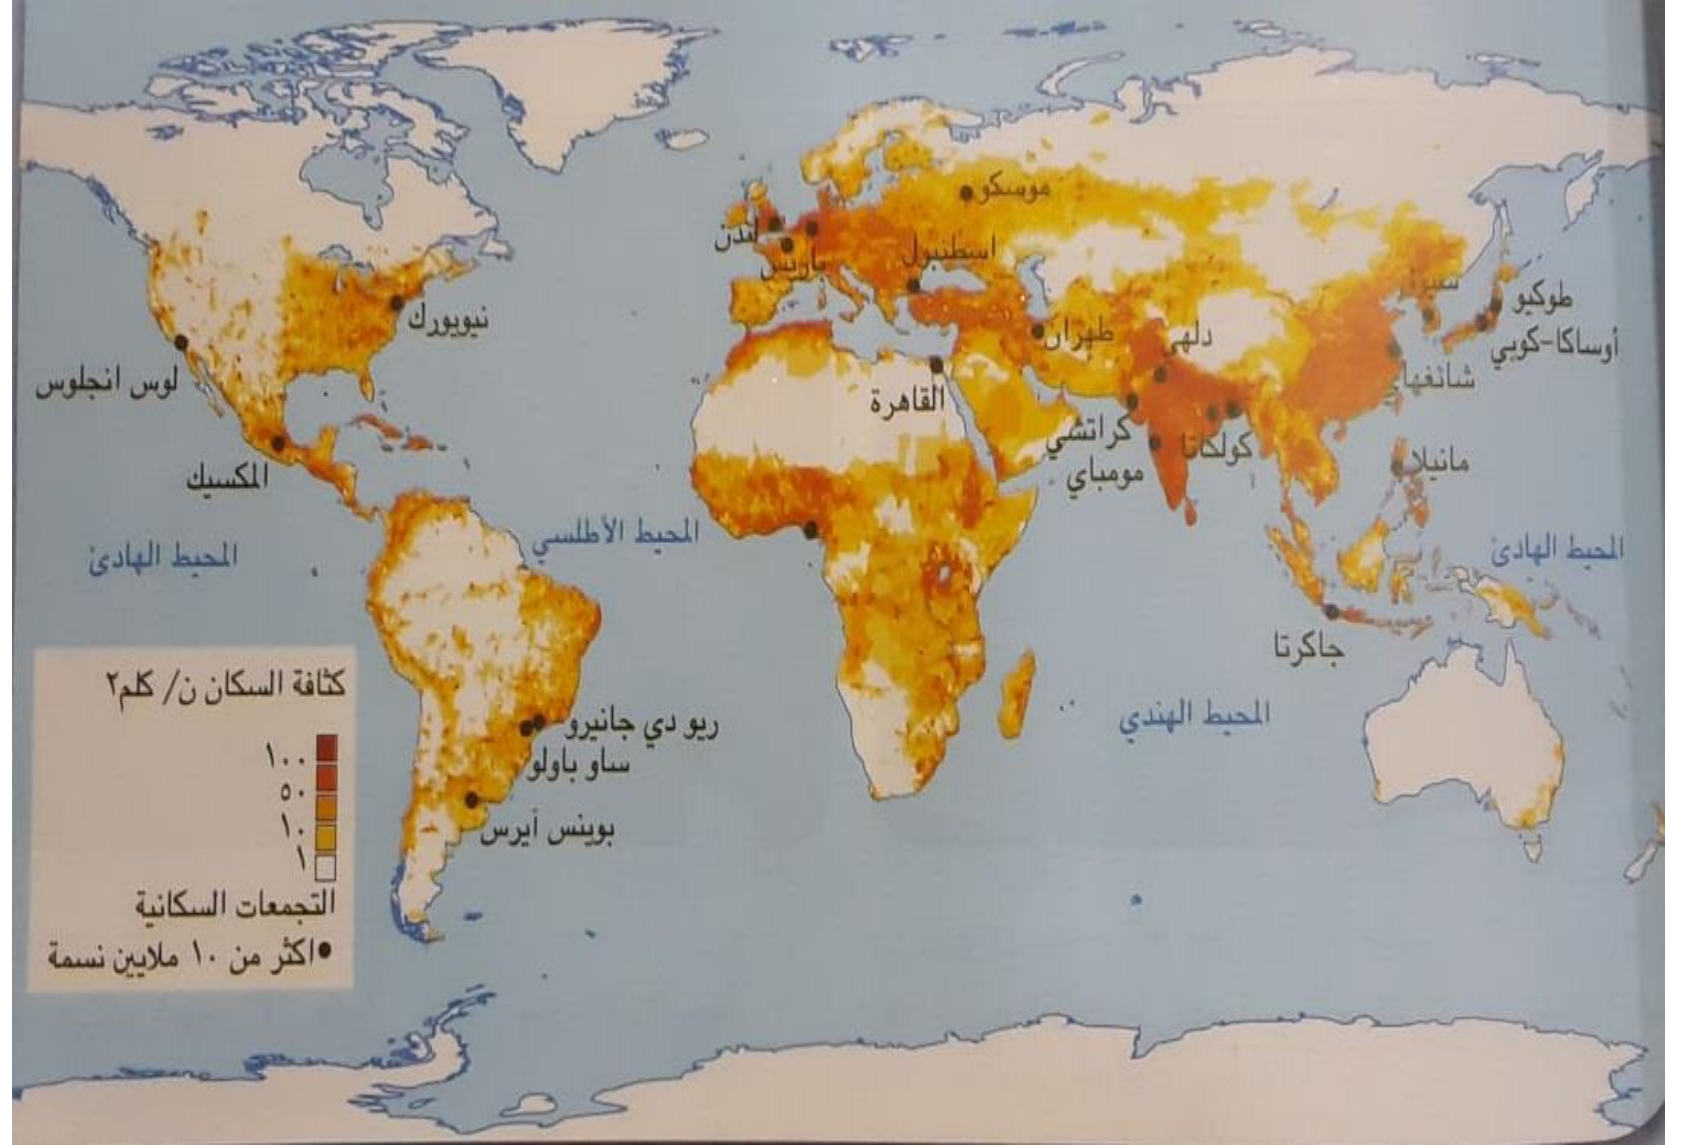 موسكو
لندن
باريس
اسطنبول
نيويورك
طهران
دلهي
سيول
طوكيو
أوساكا-كوبي
لوس انجلوس
القاهرة
شانغهاي
كراتشي
كولكاتا
مومباي
مانيلا
المكسيك
المحيط الأطلسي
المحيط الهادئ
المحيط الهادئ
جاكرتا
المحيط الهندي
ريو دي جانيرو
ساو باولو
بوينس آيرس
كثافة السكان ن/ كلم٢
١٠٠
٥٠
١٠
١
التجمعات السكانية
•اكثر من ١٠ ملايين نسمة